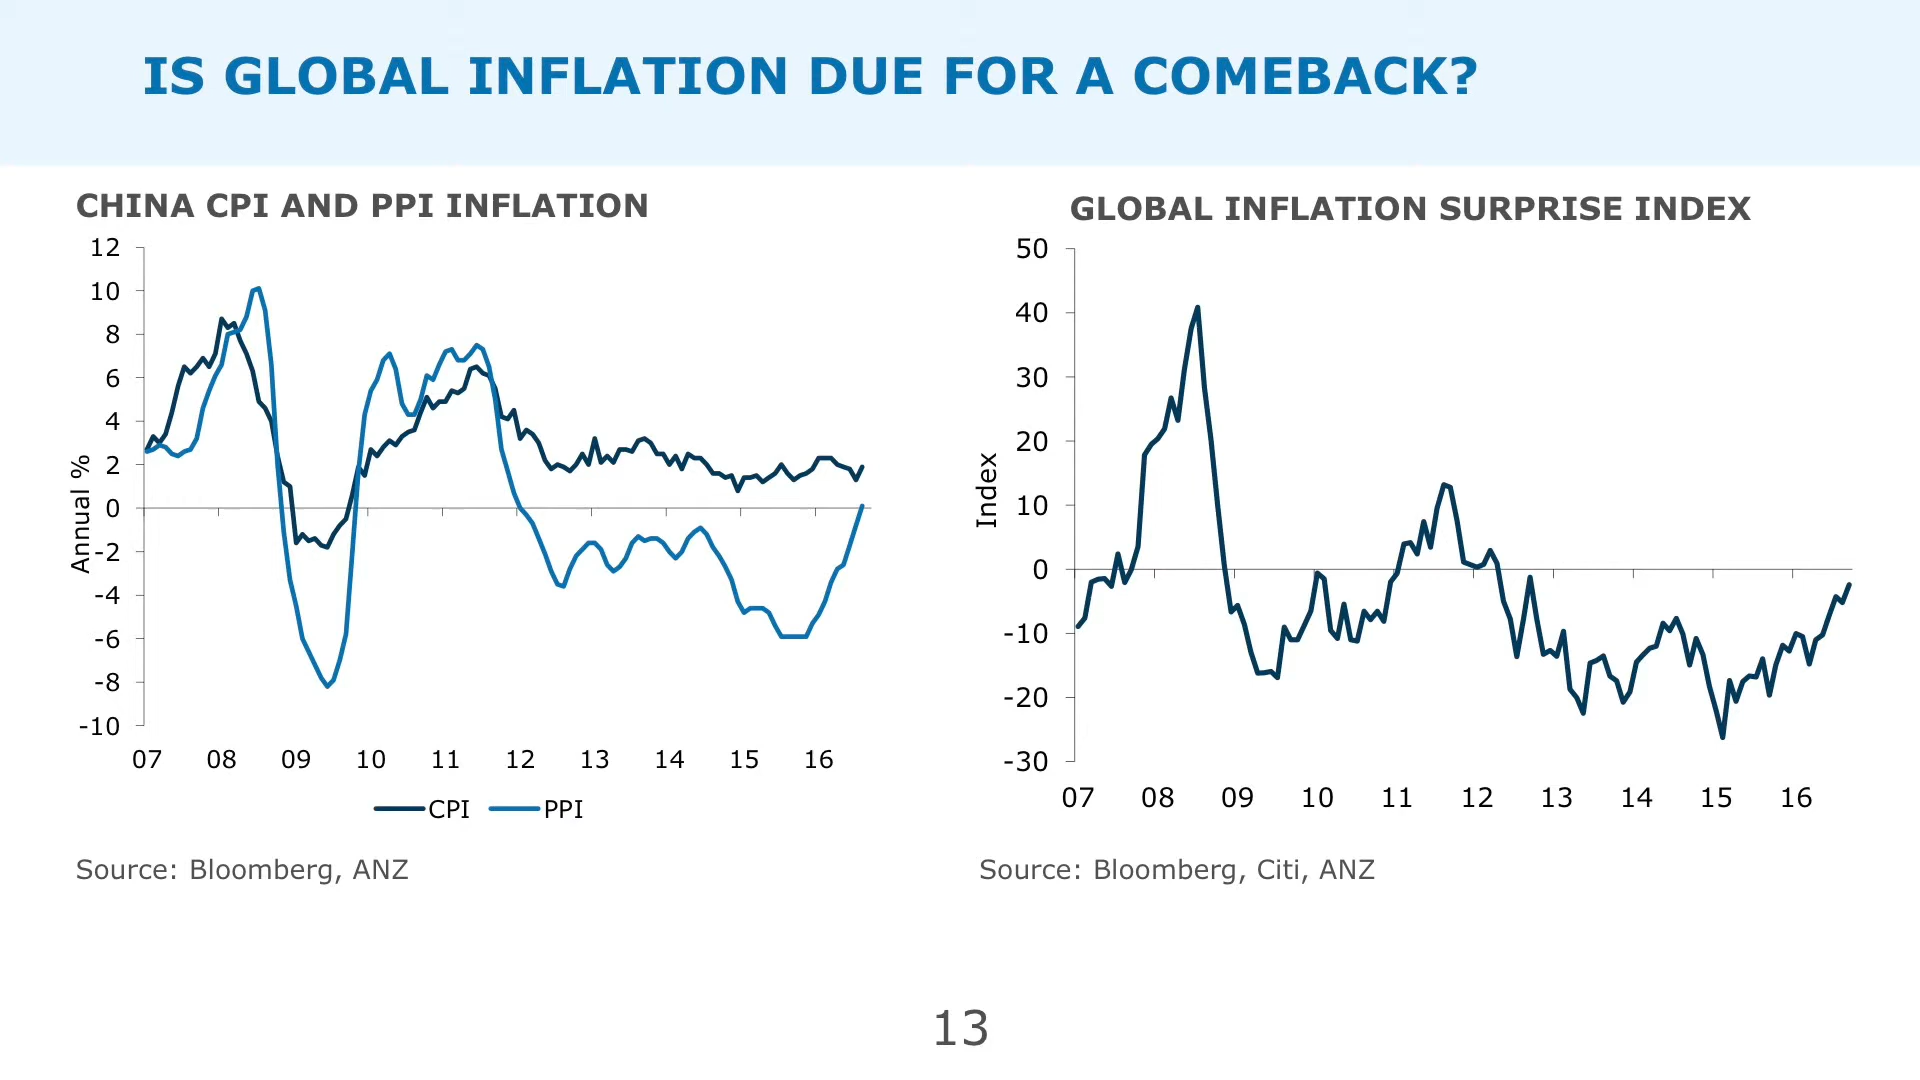 IS GLOBAL INFLATION DUE FOR A COMEBACK?
CHINA CPI AND PPI INFLATION
12
10
8
6
4
2
0
-2
-4
-6
-8
-10
Annual %
07 08 09 10 11 12 13 14 15 16
CPI PPI
Source: Bloomberg, ANZ
GLOBAL INFLATION SURPRISE INDEX
50
40
30
20
10
0
-10
-20
-30
Index
07 08 09 10 11 12 13 14 15 16
Source: Bloomberg, Citi, ANZ
13